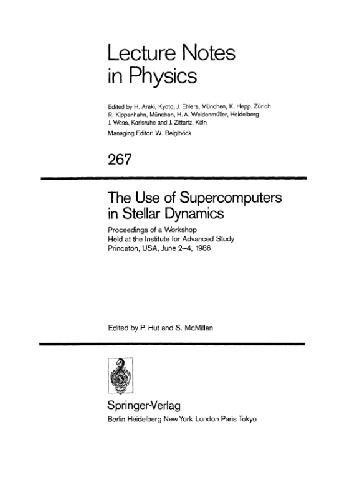 Lecture Notes
in Physics
Edited by H. Araki, Kyoto, J. Ehlers, München, K. Hepp, Zürich
R. Kippenhahn, München, H. A. Weidenmüller, Heidelberg
J. Wess, Karlsruhe and J. Zittartz, Köln
Managing Editor: W. Beiglböck
267
The Use of Supercomputers
in Stellar Dynamics
Proceedings of a Workshop
Held at the Institute for Advanced Study
Princeton, USA, June 2–4, 1986
Edited by P. Hut and S. McMillan
Springer-Verlag
Berlin Heidelberg New York London Paris Tokyo